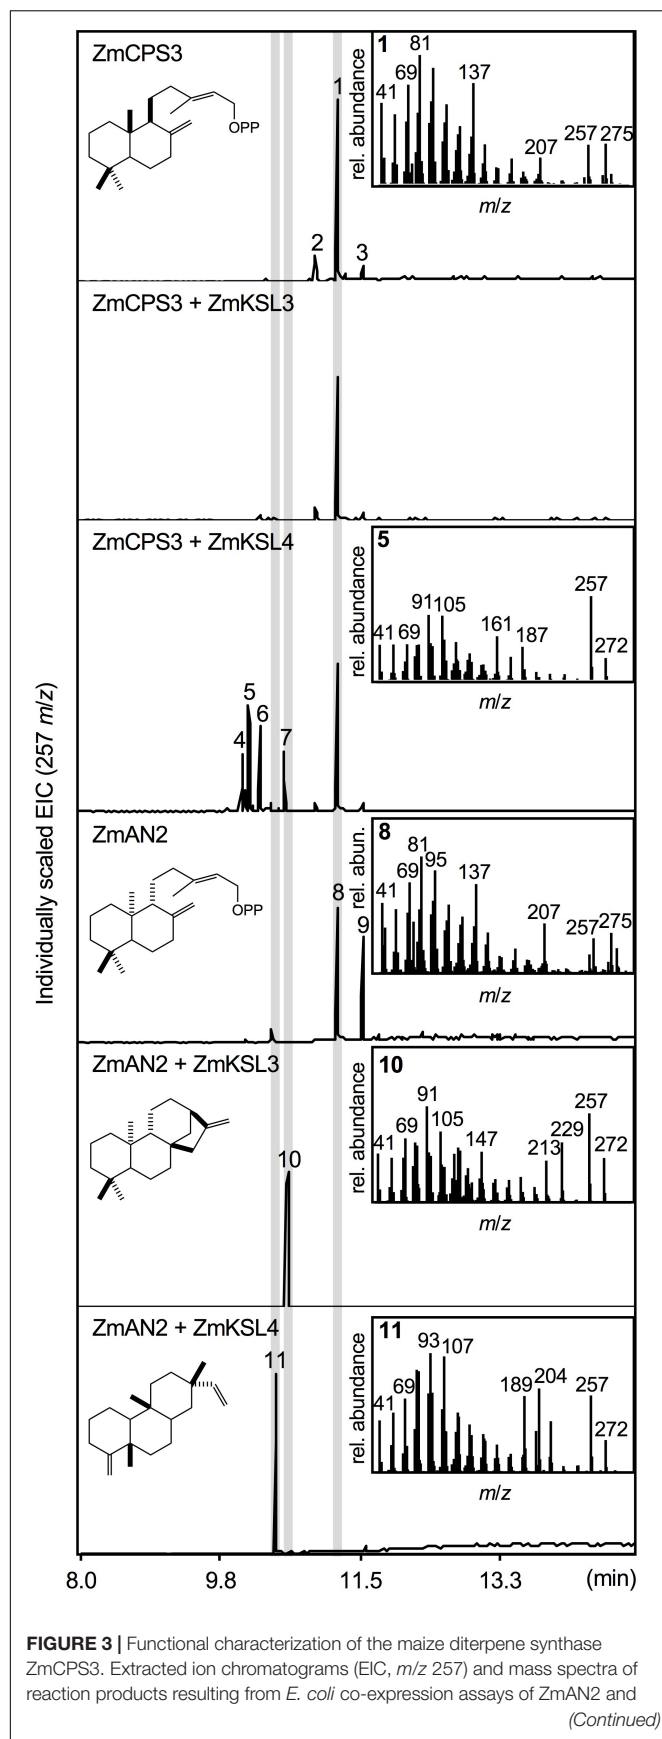 Individually scaled EIC (257 m/z)
ZmCPS3
OPP
1
2
3
1
rel. abundance
41
69
81
137
207
257
275
m/z
ZmCPS3 + ZmKSL3
ZmCPS3 + ZmKSL4
4
5
6
7
5
rel. abundance
41
69
91
105
161
187
257
272
m/z
ZmAN2
OPP
8
9
8
rel. abun.
41
69
81
95
137
207
257
275
m/z
ZmAN2 + ZmKSL3
10
10
rel. abundance
41
69
91
105
147
213
229
257
272
m/z
ZmAN2 + ZmKSL4
11
11
rel. abundance
41
69
93
107
189
204
257
272
m/z
8.0 9.8 11.5 13.3 (min)
FIGURE 3 | Functional characterization of the maize diterpene synthase
ZmCPS3. Extracted ion chromatograms (EIC, m/z 257) and mass spectra of
reaction products resulting from E. coli co-expression assays of ZmAN2 and
(Continued)